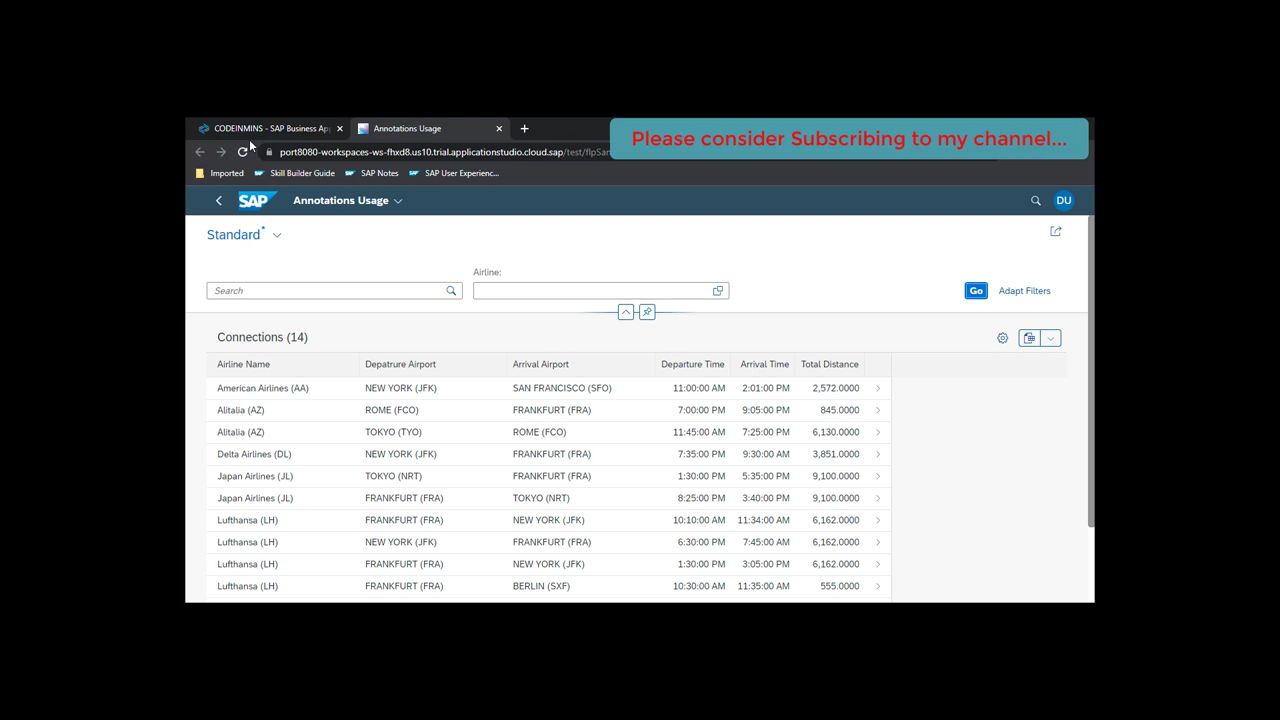 CODEINMINS - SAP Business Ap
Annotations Usage
Please consider Subscribing to my channel...
port8080-workspaces-ws-fhxd8.us10.trial.applicationstudio.cloud.sap/test/flpSan
Imported Skill Builder Guide SAP Notes SAP User Experienc...
SAP Annotations Usage DU
Standard*
Airline:
Search Go Adapt Filters
Connections (14)
Airline Name Depatrure Airport Arrival Airport Departure Time Arrival Time Total Distance
American Airlines (AA) NEW YORK (JFK) SAN FRANCISCO (SFO) 11:00:00 AM 2:01:00 PM 2,572.0000
Alitalia (AZ) ROME (FCO) FRANKFURT (FRA) 7:00:00 PM 9:05:00 PM 845.0000
Alitalia (AZ) TOKYO (TYO) ROME (FCO) 11:45:00 AM 7:25:00 PM 6,130.0000
Delta Airlines (DL) NEW YORK (JFK) FRANKFURT (FRA) 7:35:00 PM 9:30:00 AM 3,851.0000
Japan Airlines (JL) TOKYO (NRT) FRANKFURT (FRA) 1:30:00 PM 5:35:00 PM 9,100.0000
Japan Airlines (JL) FRANKFURT (FRA) TOKYO (NRT) 8:25:00 PM 3:40:00 PM 9,100.0000
Lufthansa (LH) FRANKFURT (FRA) NEW YORK (JFK) 10:10:00 AM 11:34:00 AM 6,162.0000
Lufthansa (LH) NEW YORK (JFK) FRANKFURT (FRA) 6:30:00 PM 7:45:00 AM 6,162.0000
Lufthansa (LH) FRANKFURT (FRA) NEW YORK (JFK) 1:30:00 PM 3:05:00 PM 6,162.0000
Lufthansa (LH) FRANKFURT (FRA) BERLIN (SXF) 10:30:00 AM 11:35:00 AM 555.0000